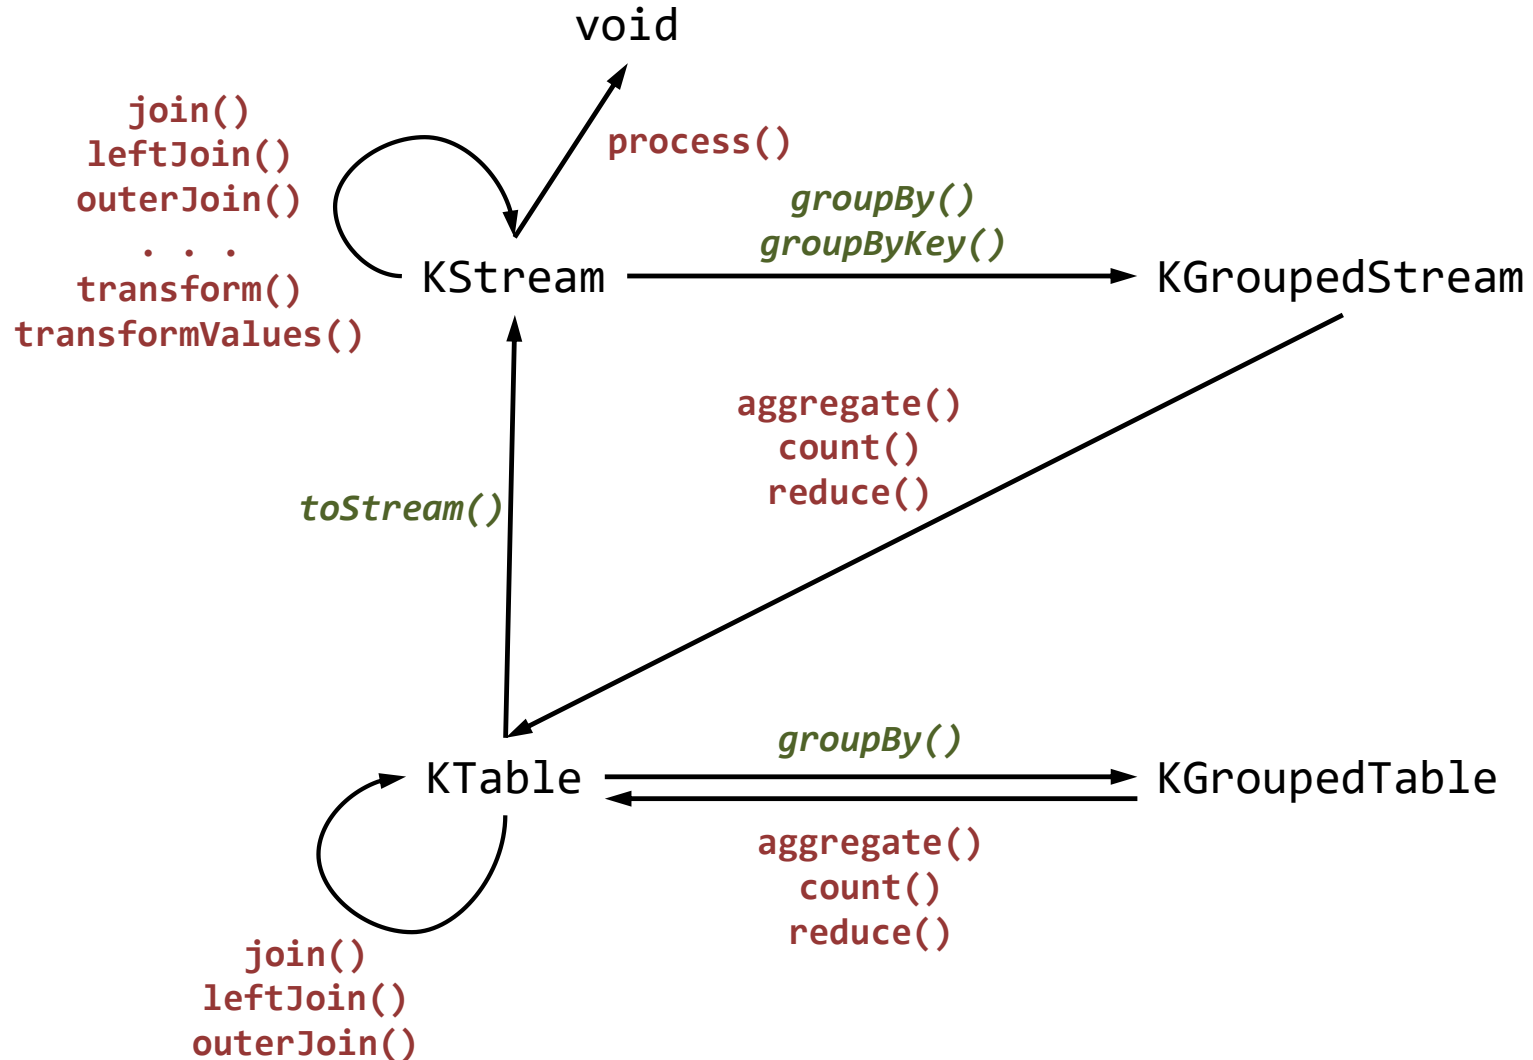 void
join()
leftJoin()
outerJoin()
. . .
transform()
transformValues()
process()
groupBy()
groupByKey()
KStream
KGroupedStream
aggregate()
count()
reduce()
toStream()
groupBy()
KTable
KGroupedTable
aggregate()
count()
reduce()
join()
leftJoin()
outerJoin()